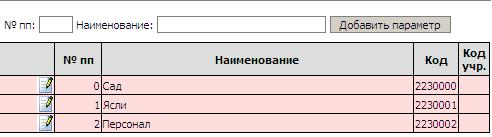 № пп: Наименование: Добавить параметр
№ пп Наименование Код Код учр.
0 Сад 2230000
1 Ясли 2230001
2 Персонал 2230002